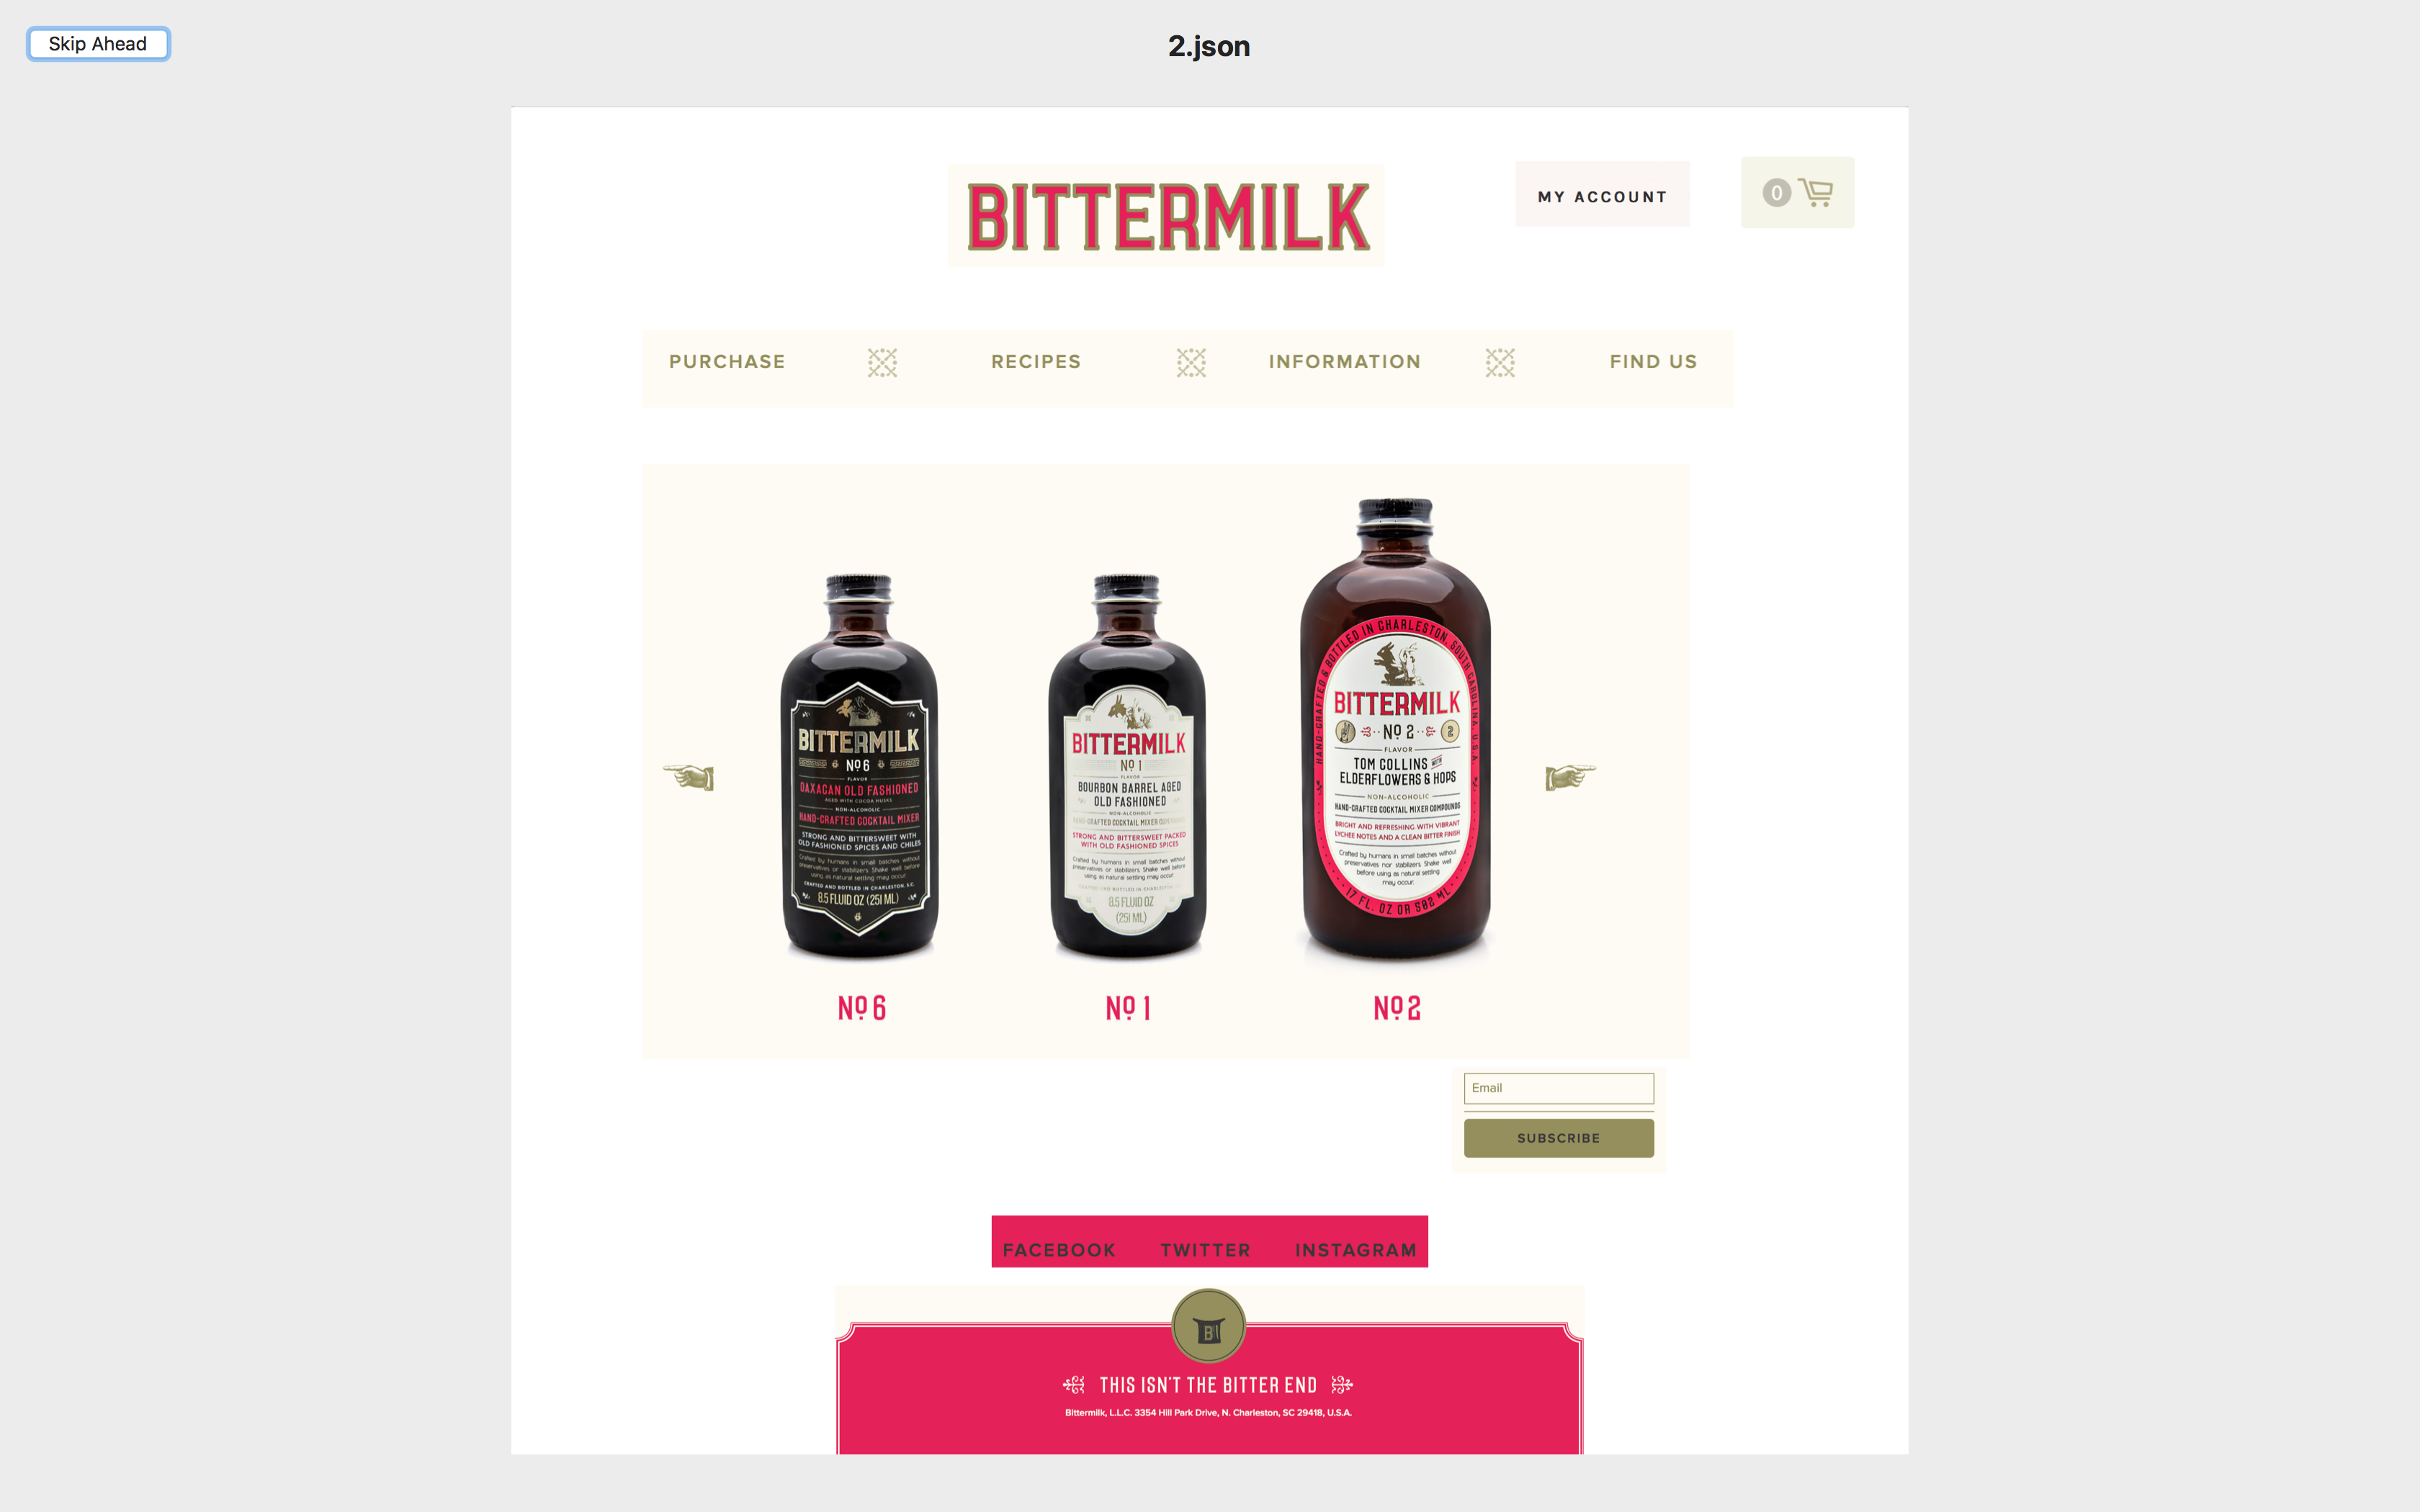 Skip Ahead
2.json
BITTERMILK
MY ACCOUNT
0
PURCHASE
RECIPES
INFORMATION
FIND US
BITTERMILK
Nº 6
FLAVOR
OAXACAN OLD FASHIONED
AGED WITH COCOA HUSKS
NON-ALCOHOLIC
HAND-CRAFTED COCKTAIL MIXER
STRONG AND BITTERSWEET WITH
OLD FASHIONED SPICES AND CHILES
Crafted by humans in small batches without
preservatives or stabilizers. Shake well before
using, as natural settling may occur.
CRAFTED AND BOTTLED IN CHARLESTON, S.C.
8.5 FLUID OZ (251 ML)
BITTERMILK
Nº 1
FLAVOR
BOURBON BARREL AGED
OLD FASHIONED
NON-ALCOHOLIC
HAND-CRAFTED COCKTAIL MIXER
STRONG AND BITTERSWEET PACKED
WITH OLD FASHIONED SPICES
Crafted by humans in small batches without
preservatives or stabilizers. Shake well before
using, as natural settling may occur.
CRAFTED AND BOTTLED IN CHARLESTON
8.5 FLUID OZ
(251 ML)
HAND-CRAFTED & BOTTLED IN CHARLESTON, SOUTH CAROLINA, U.S.A.
BITTERMILK
Nº 2
2
FLAVOR
TOM COLLINS WITH
ELDERFLOWERS & HOPS
NON-ALCOHOLIC
HAND-CRAFTED COCKTAIL MIXER COMPOUNDS
BRIGHT AND REFRESHING WITH VIBRANT
LYCHEE NOTES AND A CLEAN BITTER FINISH
Crafted by humans in small batches without
preservatives nor stabilizers. Shake well
before using, as natural settling
may occur.
17 FL. OZ OR 502 ML
Nº 6
Nº 1
Nº 2
Email
SUBSCRIBE
FACEBOOK
TWITTER
INSTAGRAM
B
THIS ISN'T THE BITTER END
Bittermilk, L.L.C. 3354 Hill Park Drive, N. Charleston, SC 29418, U.S.A.